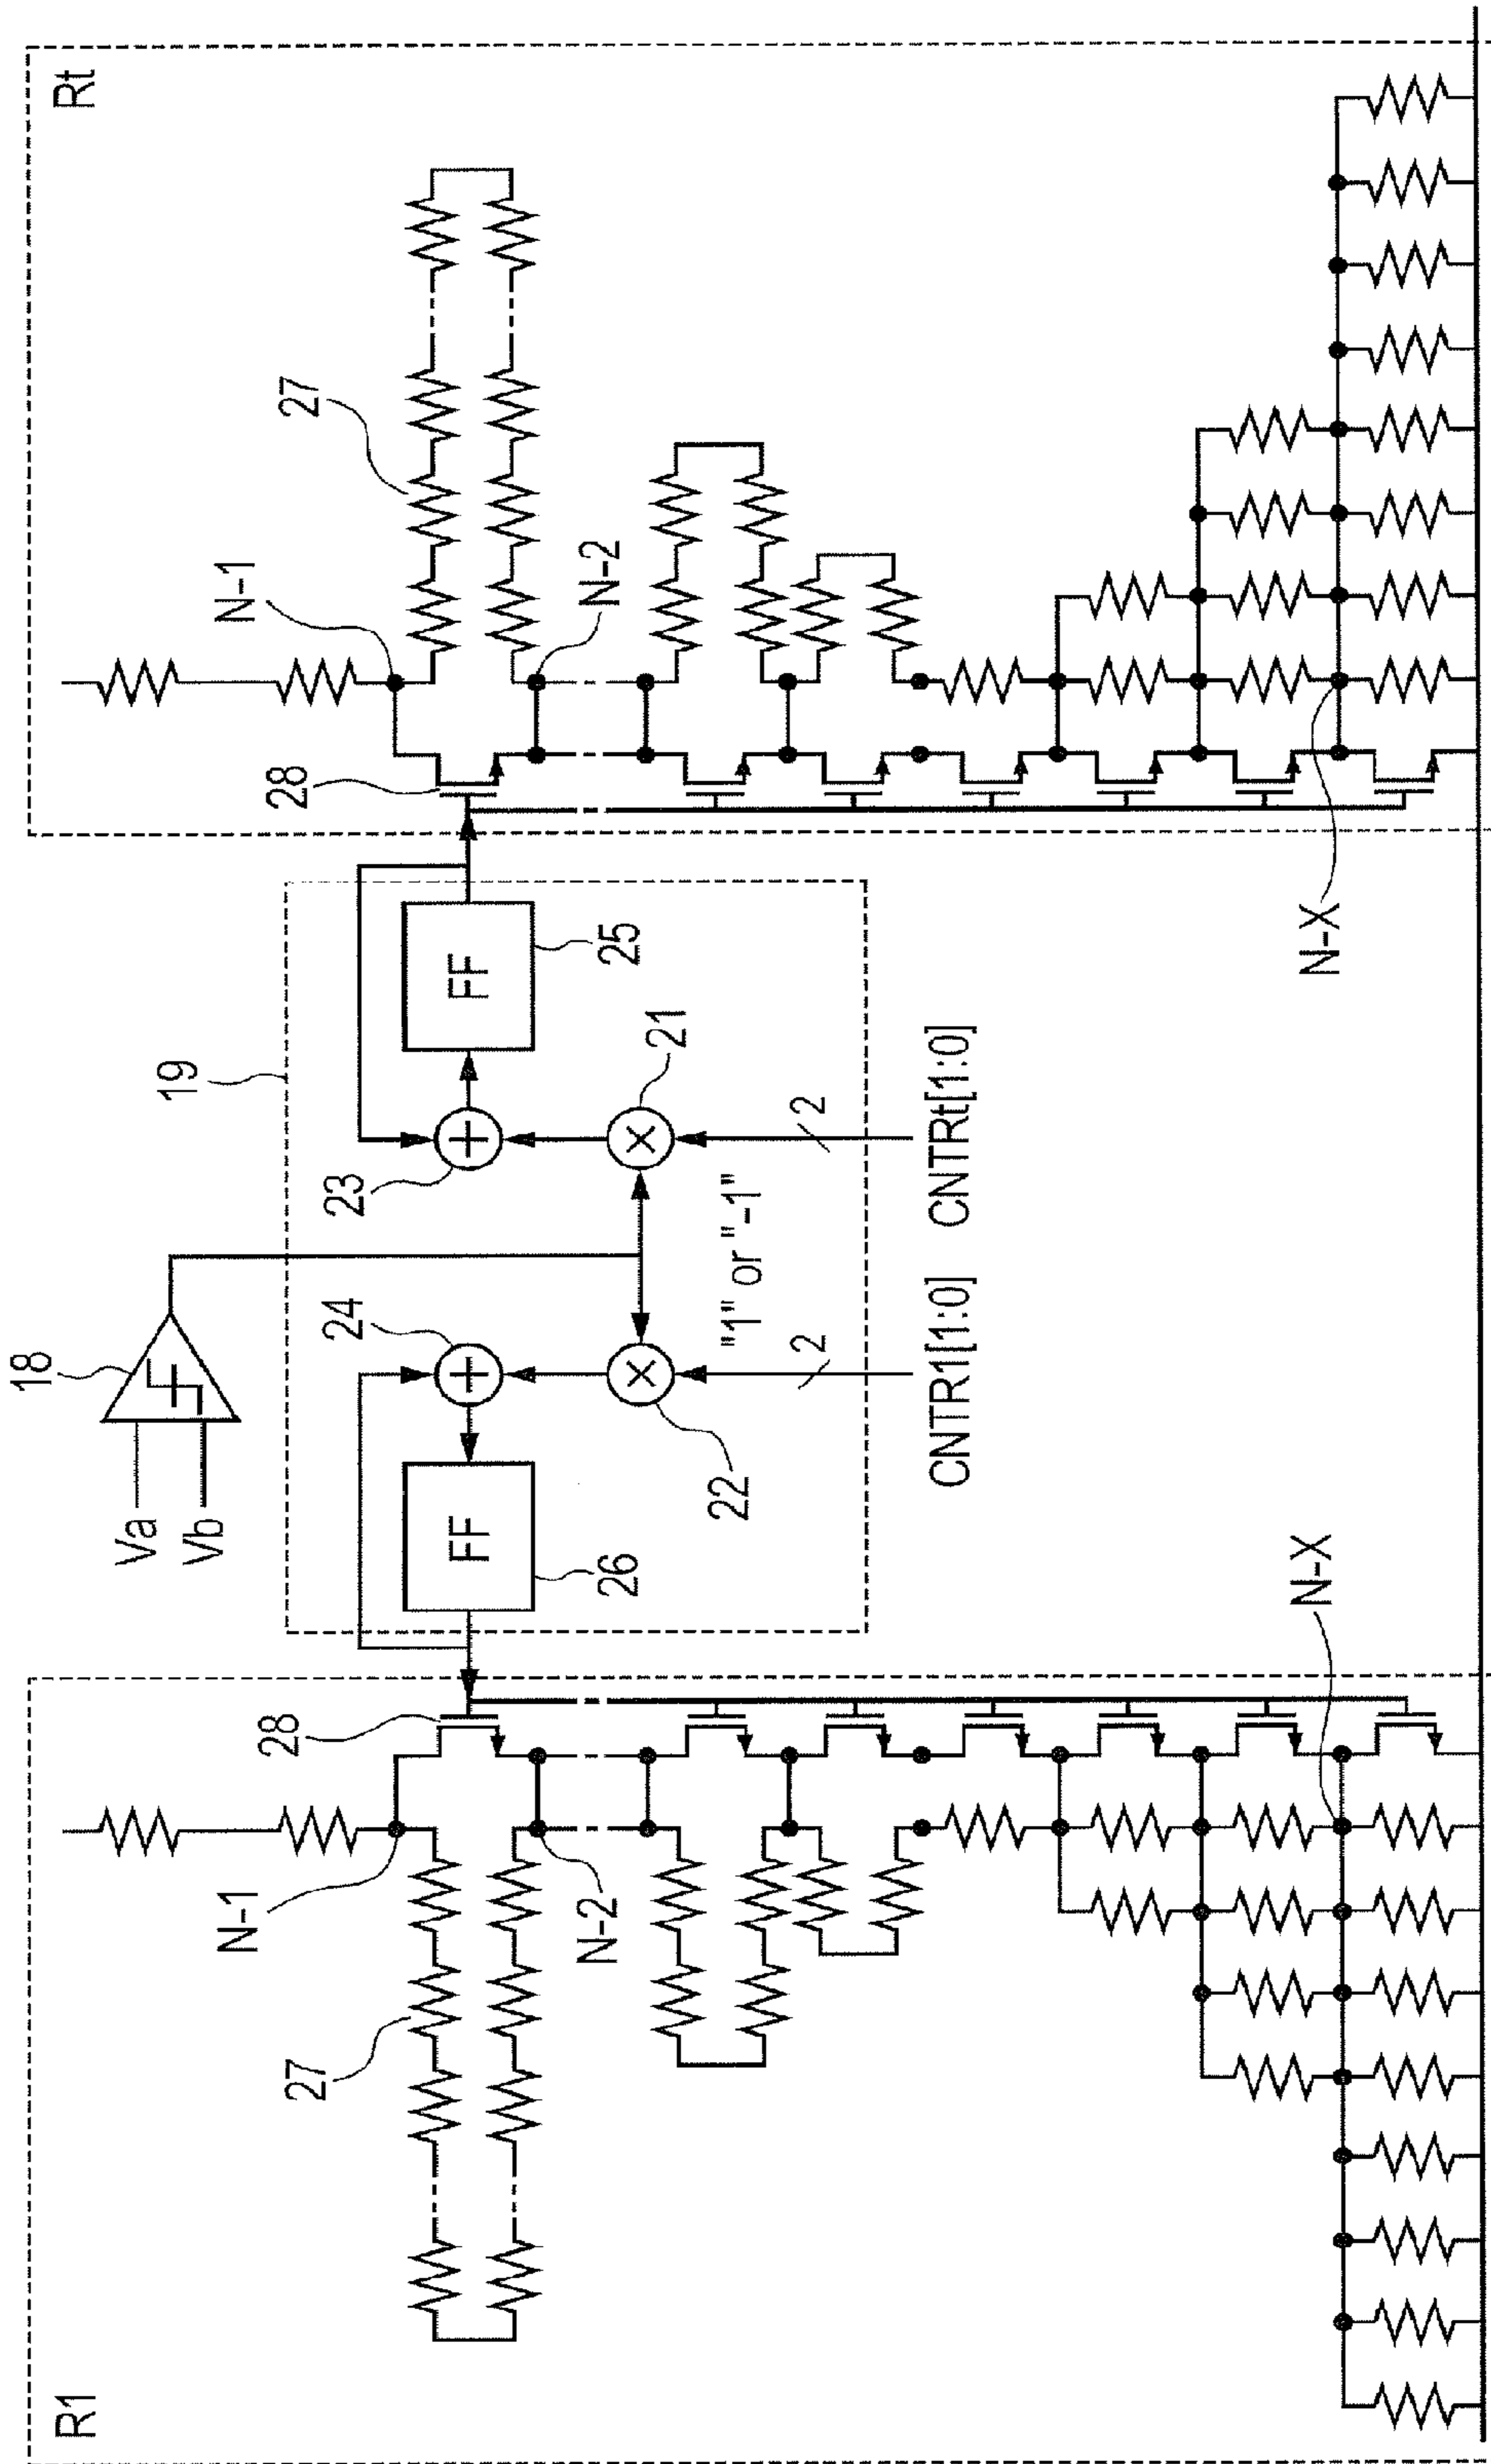 R1
Rt
18
Va
Vb
19
N-1
28
27
N-2
24
FF
26
22
"1" or "-1"
23
FF
25
21
28
N-1
27
N-2
2
CNTR1[1:0]
2
CNTRt[1:0]
N-X
N-X